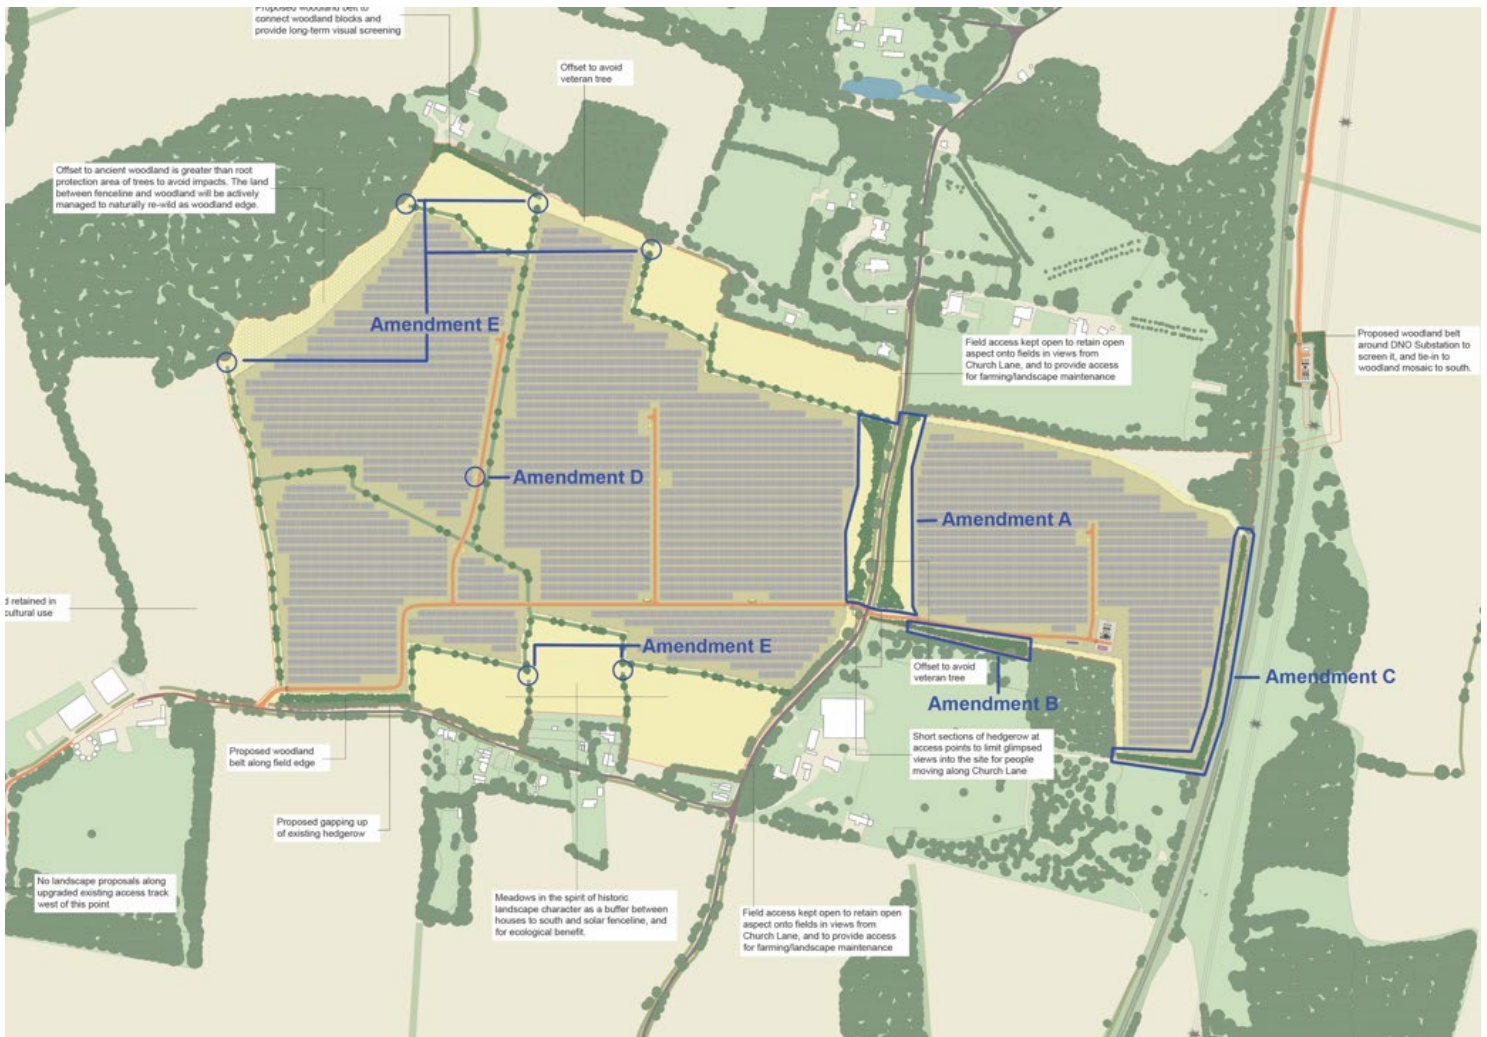 Proposed woodland belt to
connect woodland blocks and
provide long-term visual screening
Offset to avoid
veteran tree
Offset to ancient woodland is greater than root
protection area of trees to avoid impacts. The land
between fenceline and woodland will be actively
managed to naturally re-wild as woodland edge.
Amendment E
Field access kept open to retain open
aspect onto fields in views from
Church Lane, and to provide access
for farming/landscape maintenance
Proposed woodland belt
around DNO Substation to
screen it, and tie-in to
woodland mosaic to south.
Amendment D
Amendment A
retained in
cultural use
Amendment E
Offset to avoid
veteran tree
Amendment B
Amendment C
Short sections of hedgerow at
access points to limit glimpsed
views into the site for people
moving along Church Lane
Proposed woodland
belt along field edge
Proposed gapping up
of existing hedgerow
No landscape proposals along
upgraded existing access track
west of this point
Meadows in the spirit of historic
landscape character as a buffer between
houses to south and solar fenceline, and
for ecological benefit.
Field access kept open to retain open
aspect onto fields in views from
Church Lane, and to provide access
for farming/landscape maintenance